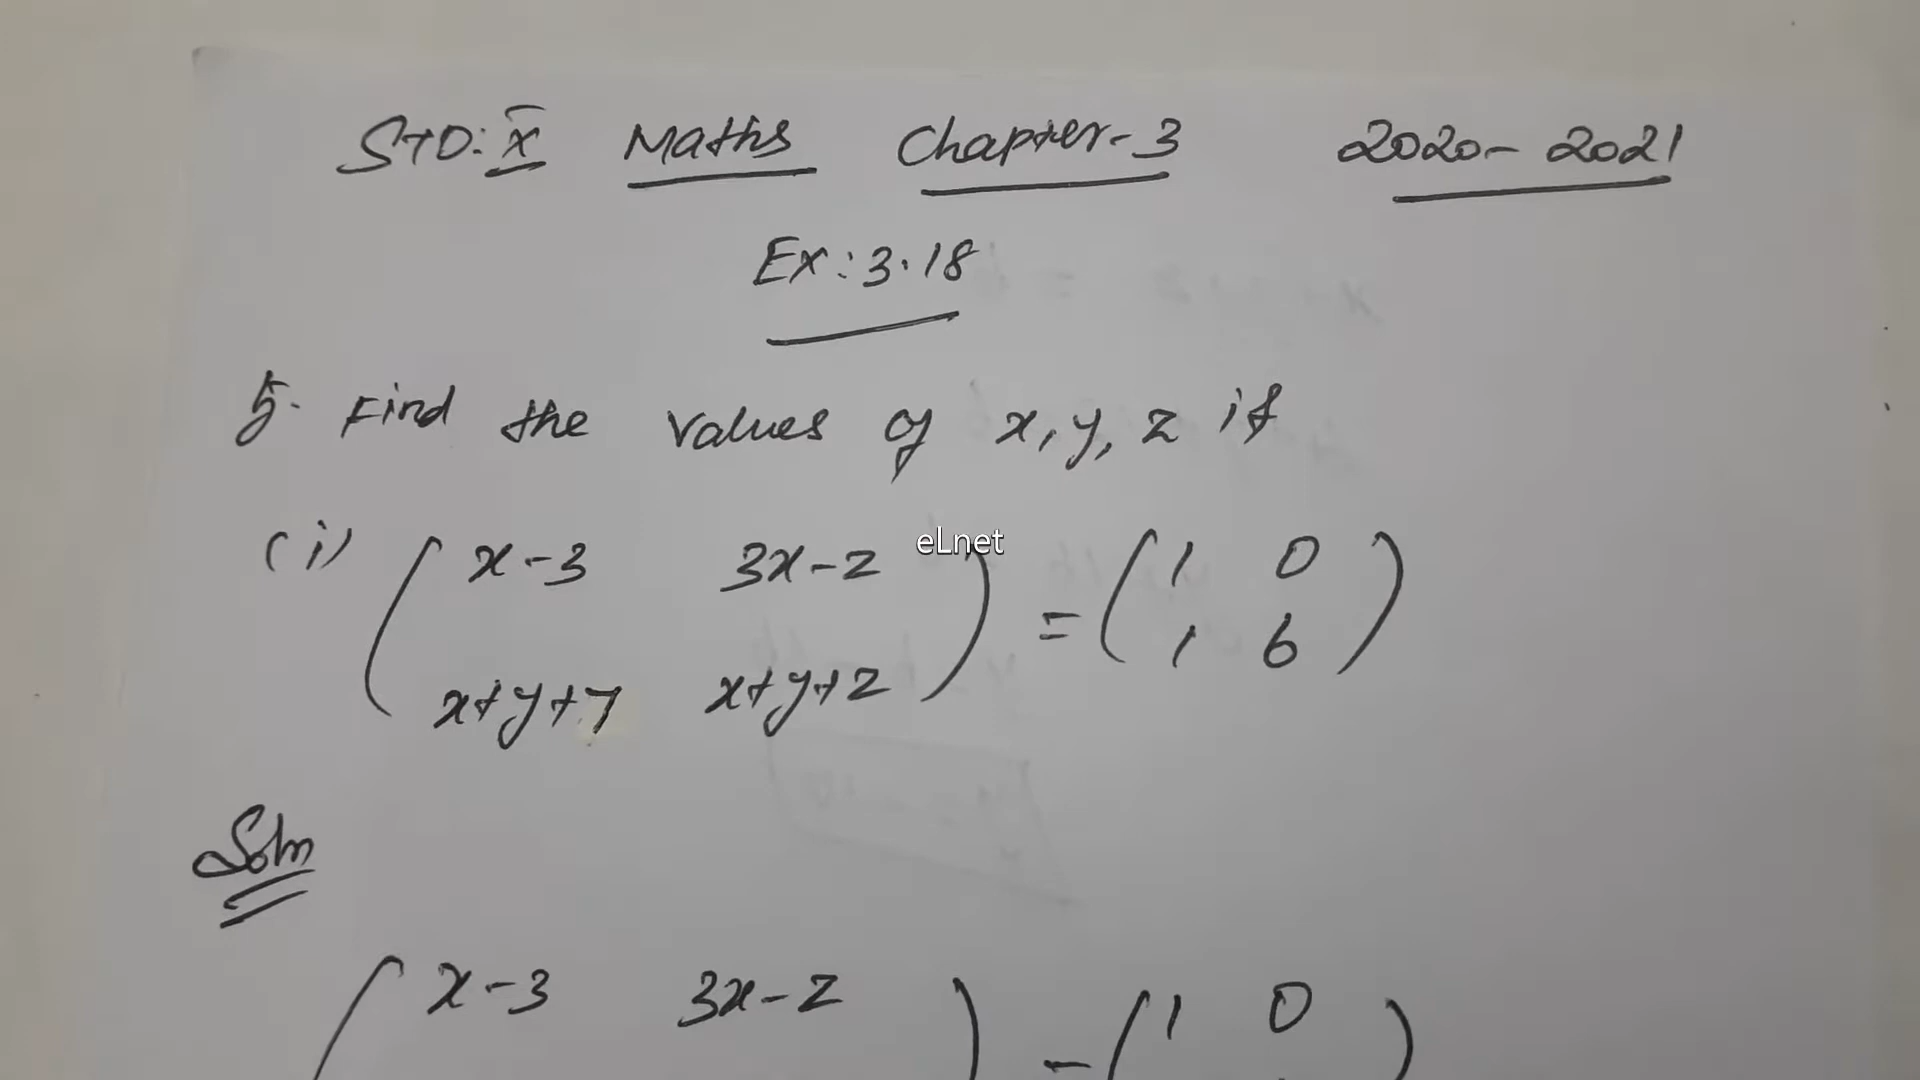 STD: X Maths Chapter-3 2020-2021
Ex: 3.18
5. Find the values of x, y, z if
(i) ( x-3 3x-z ) = ( 1 0 )
x+y+7 x+y+z 1 6
eLnet
Soln
( x-3 3x-z ) = ( 1 0 )